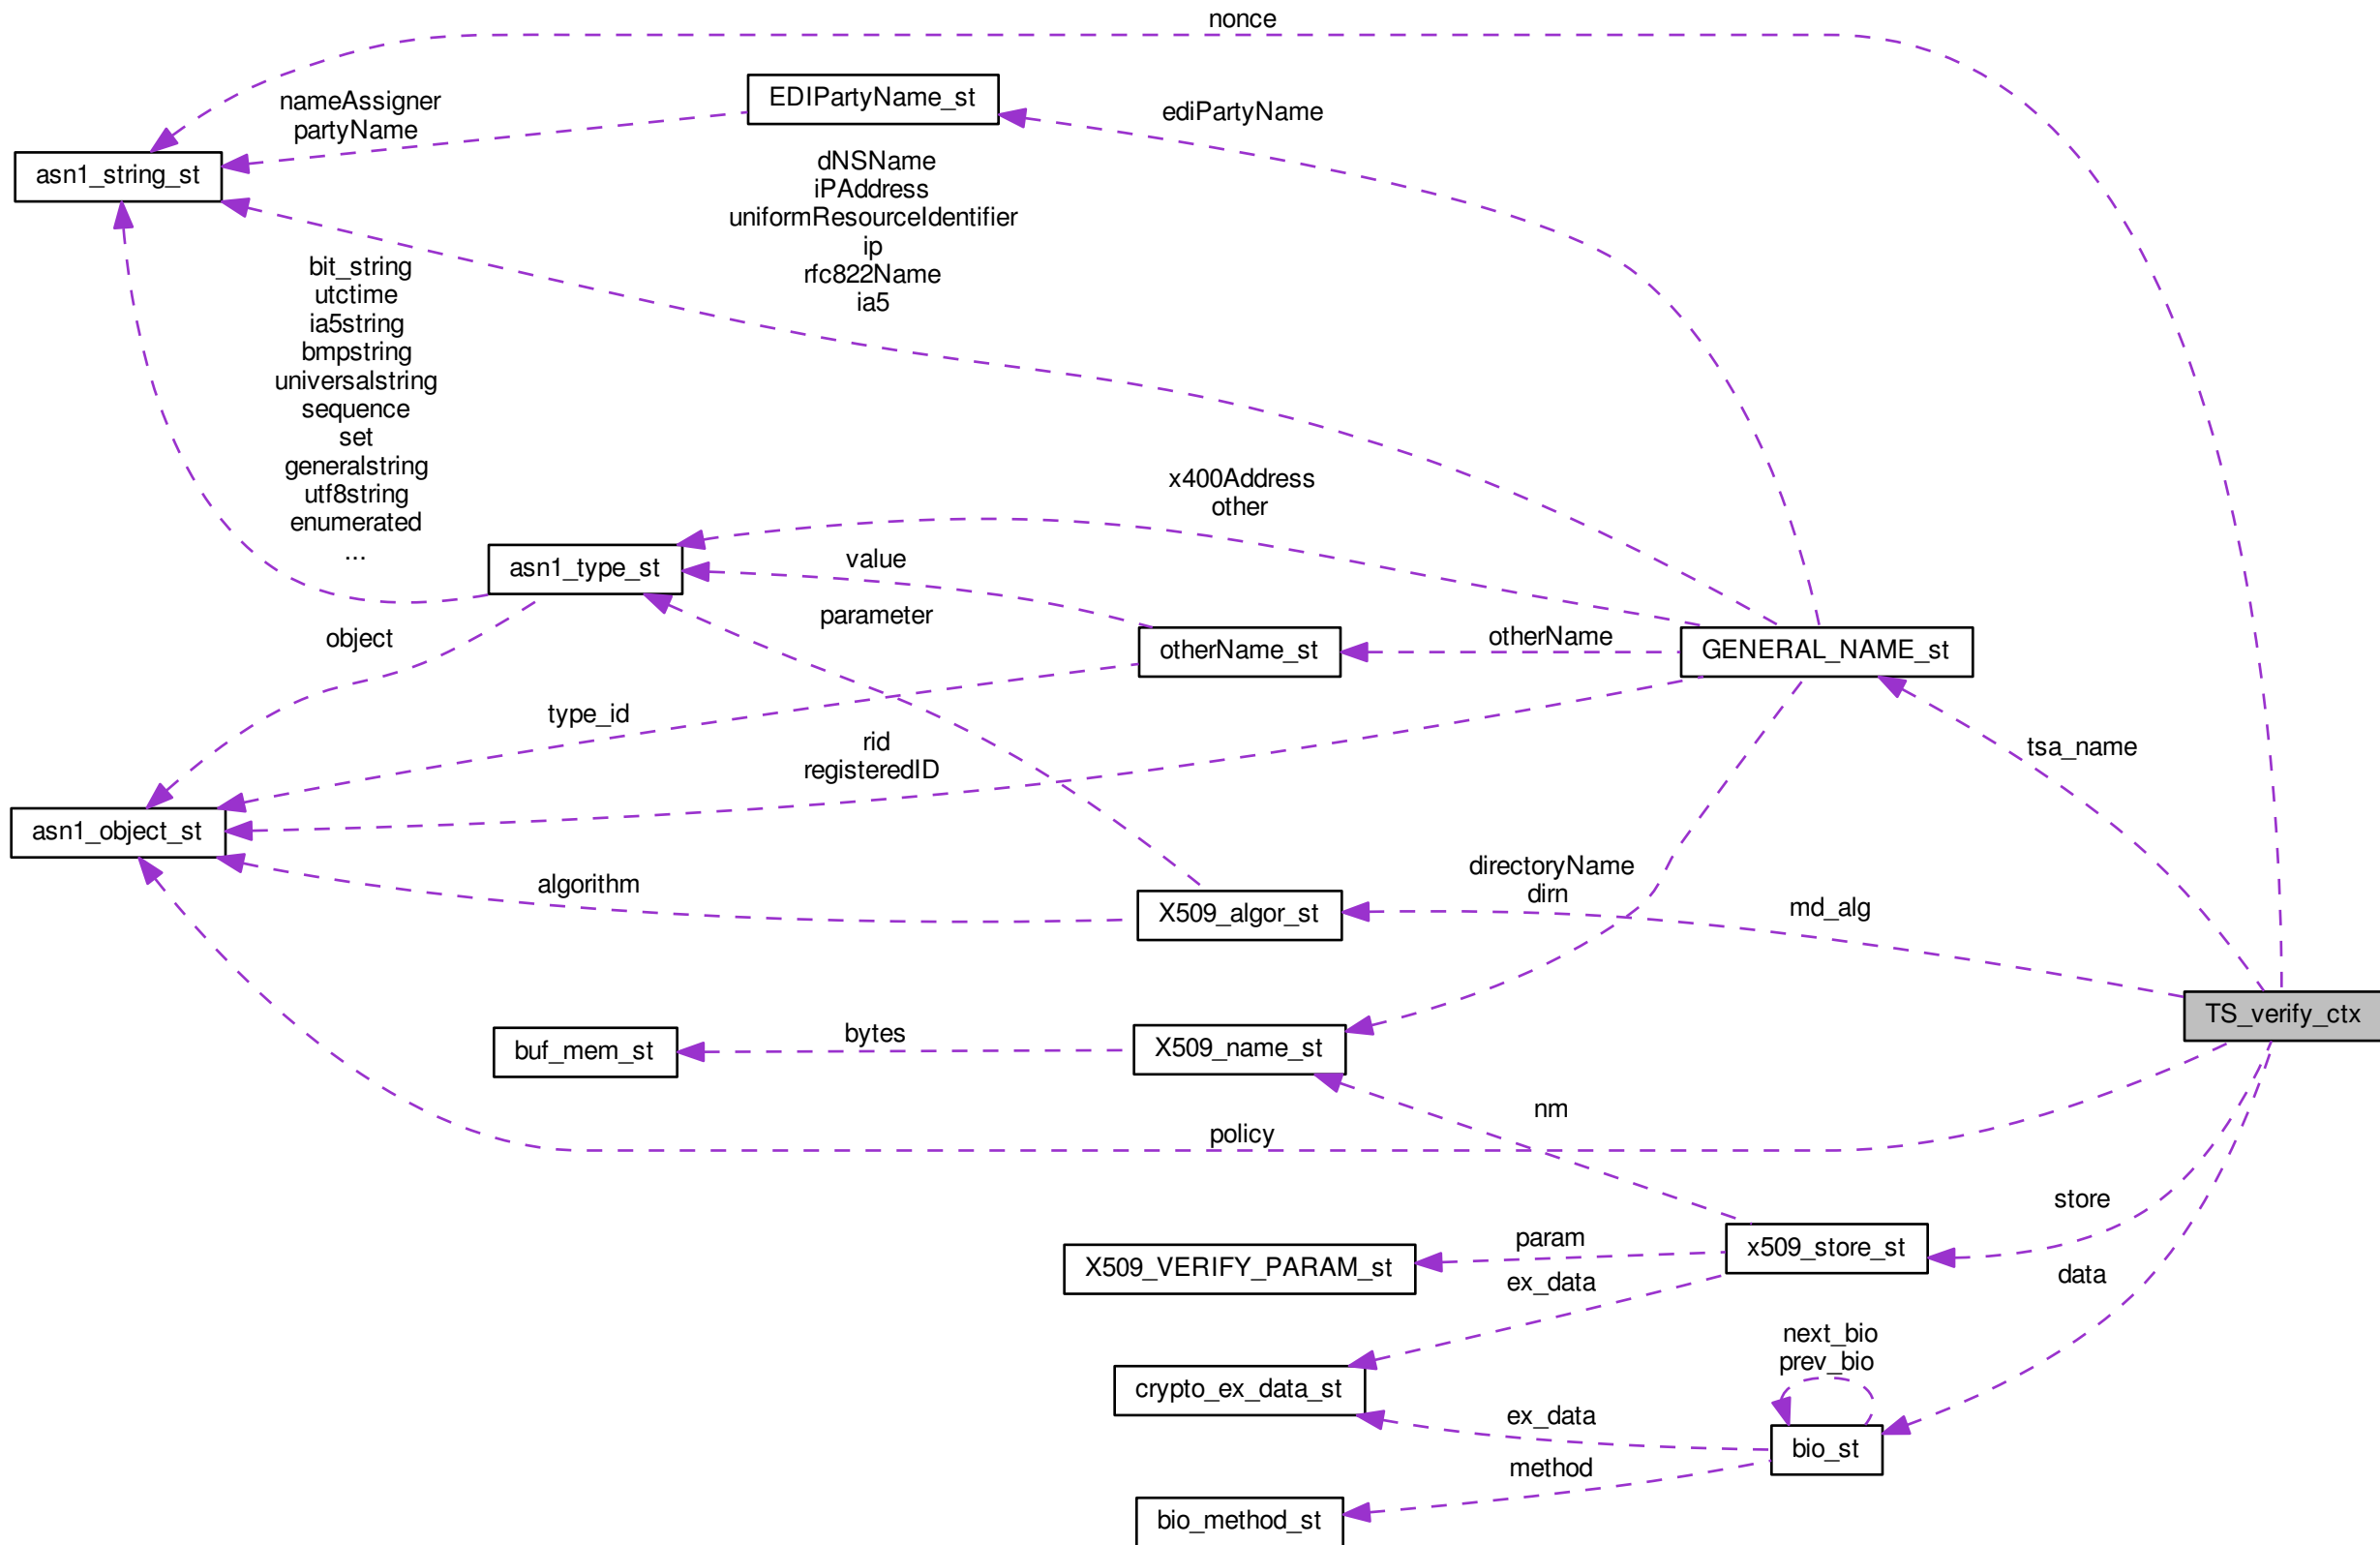 nonce
EDIPartyName_st
nameAssigner
partyName
ediPartyName
asn1_string_st
dNSName
iPAddress
uniformResourceIdentifier
ip
rfc822Name
ia5
bit_string
utctime
ia5string
bmpstring
universalstring
sequence
set
generalstring
utf8string
enumerated
...
x400Address
other
asn1_type_st
value
parameter
object
otherName_st
otherName
GENERAL_NAME_st
type_id
rid
registeredID
tsa_name
asn1_object_st
directoryName
dirn
algorithm
X509_algor_st
md_alg
TS_verify_ctx
buf_mem_st
bytes
X509_name_st
nm
policy
store
X509_VERIFY_PARAM_st
param
x509_store_st
ex_data
data
next_bio
prev_bio
crypto_ex_data_st
ex_data
bio_st
method
bio_method_st